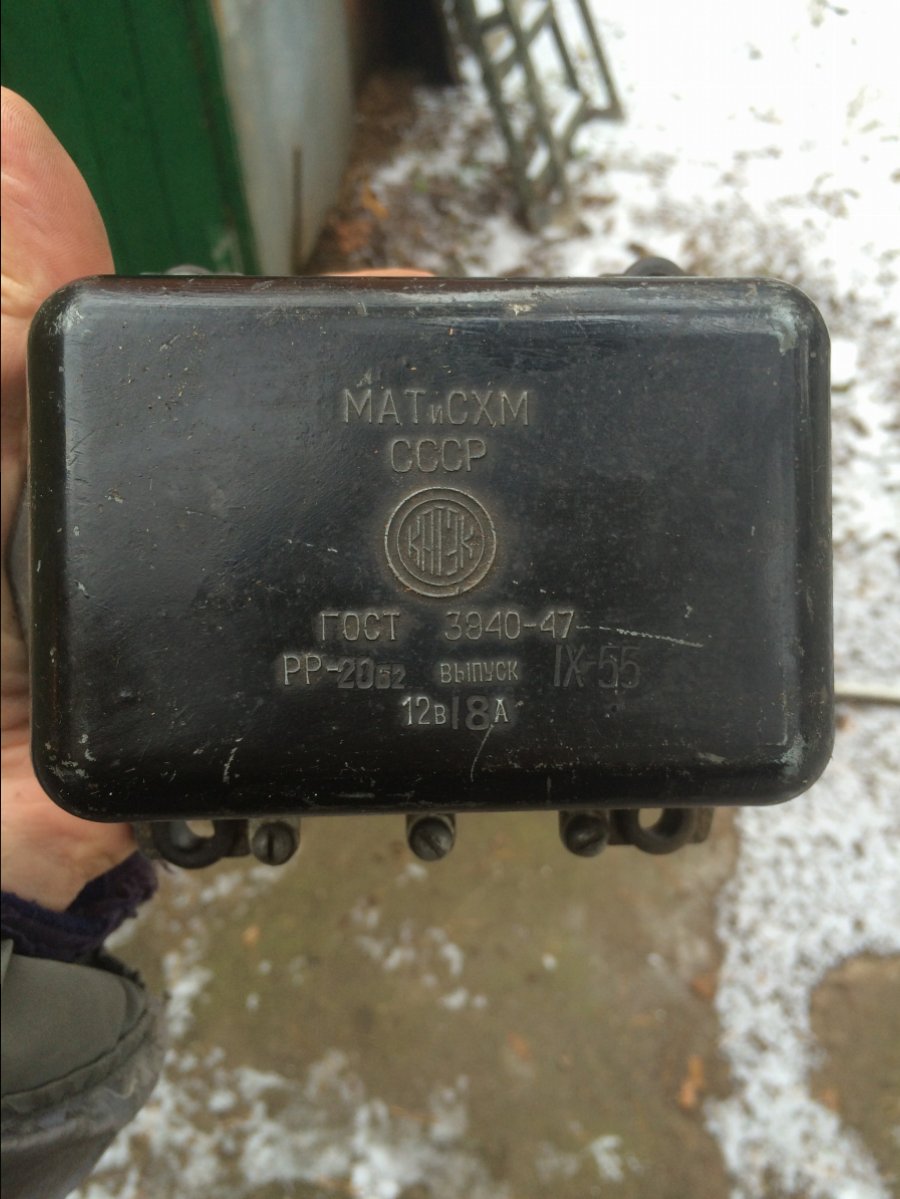 МАТиСХМ
СССР
КАТЭК
ГОСТ 3940-47
РР-20Б2 ВЫПУСК IX-55
12В 18А